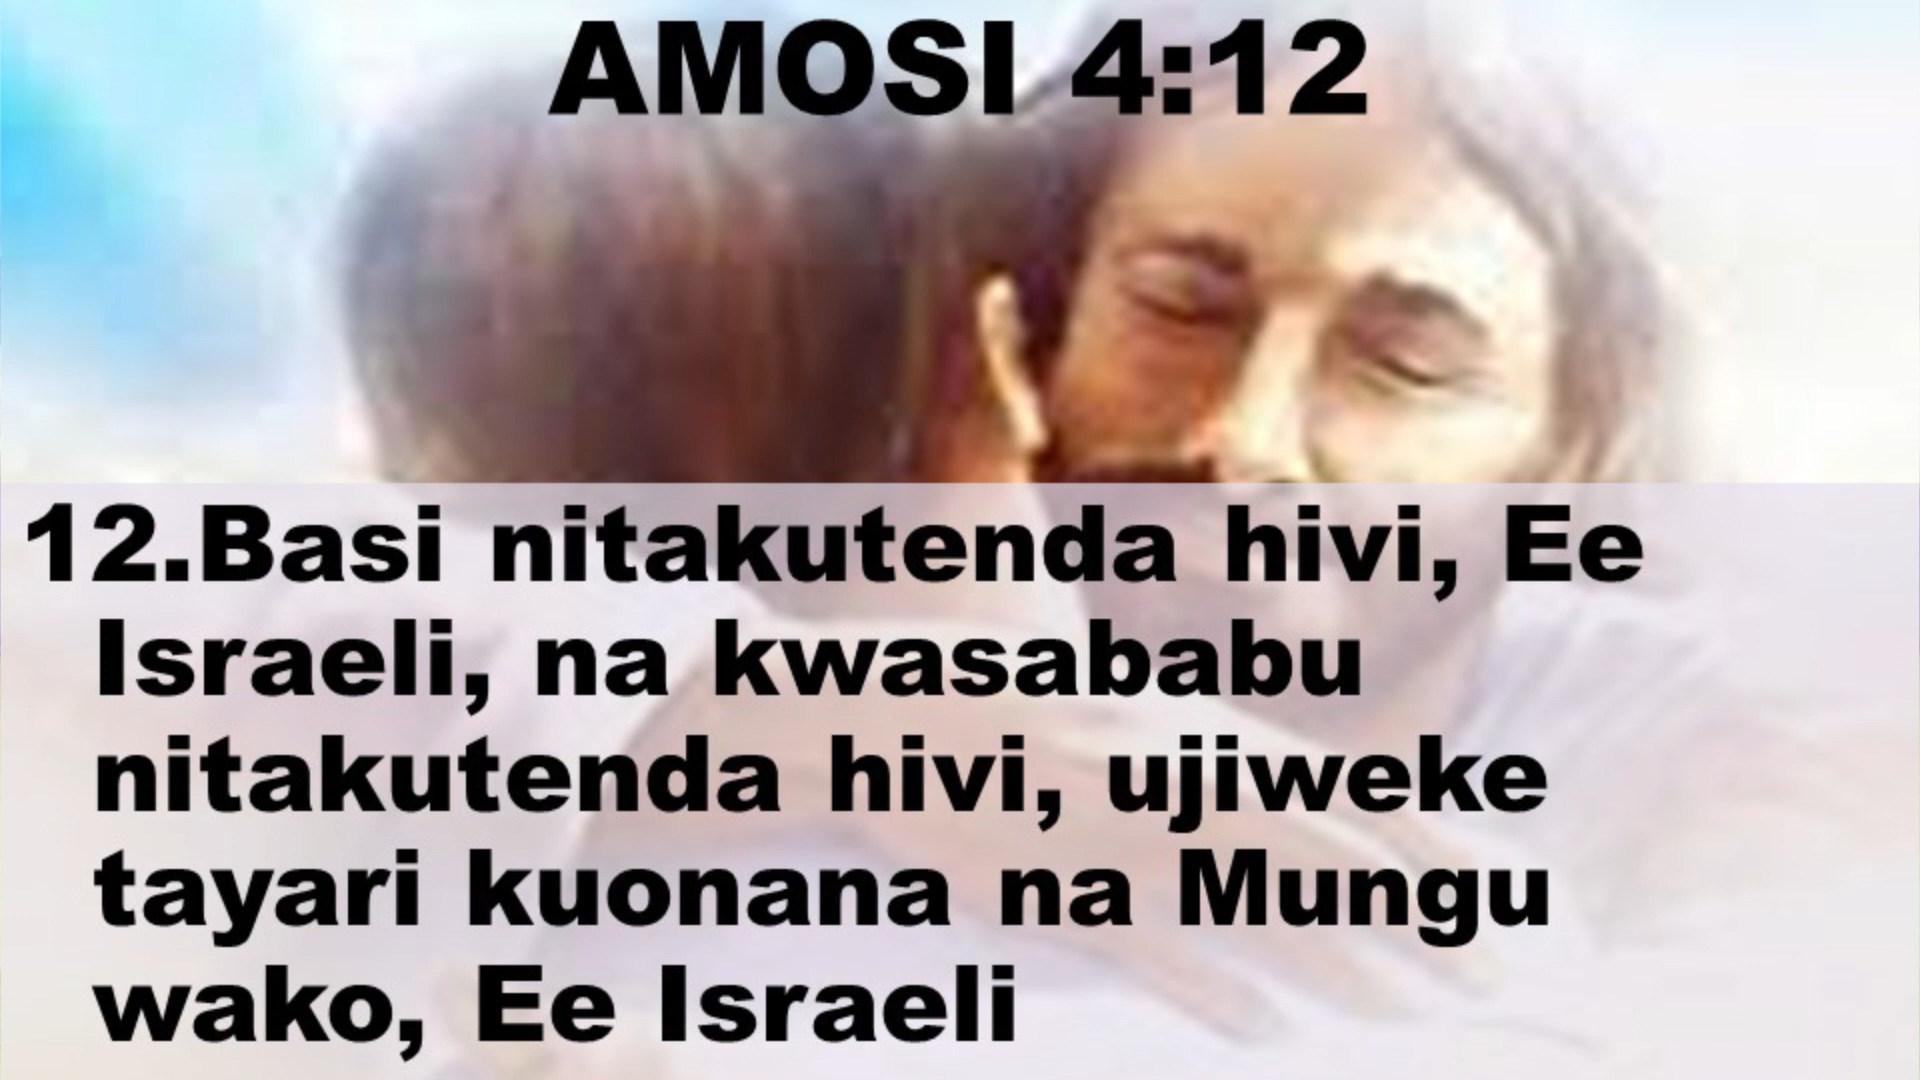 AMOSI 4:12
12.Basi nitakutenda hivi, Ee
Israeli, na kwasababu
nitakutenda hivi, ujiweke
tayari kuonana na Mungu
wako, Ee Israeli